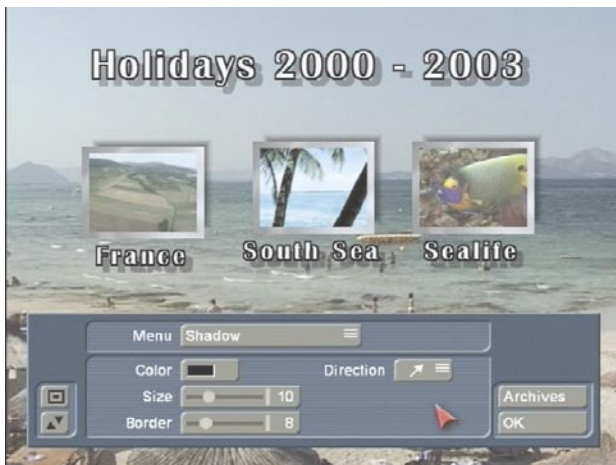 Holidays 2000 - 2003
France South Sea Sealife
Menu Shadow
Color Direction
Size 10 Archives
Border 8 OK